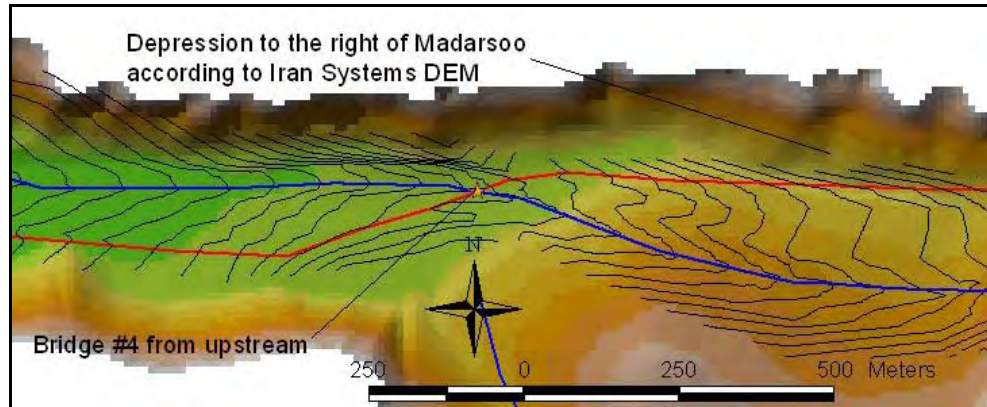 Depression to the right of Madarsoo
according to Iran Systems DEM
N
Bridge #4 from upstream
250 0 250 500 Meters